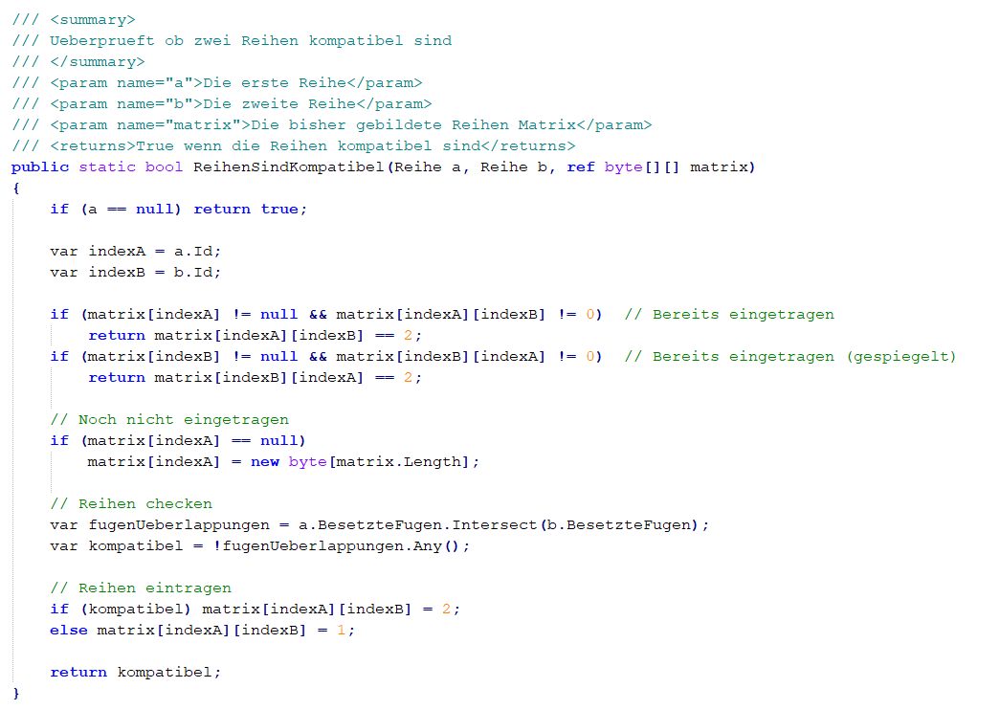 /// <summary>
/// Ueberprueft ob zwei Reihen kompatibel sind
/// </summary>
/// <param name="a">Die erste Reihe</param>
/// <param name="b">Die zweite Reihe</param>
/// <param name="matrix">Die bisher gebildete Reihen Matrix</param>
/// <returns>True wenn die Reihen kompatibel sind</returns>
public static bool ReihenSindKompatibel(Reihe a, Reihe b, ref byte[][] matrix)
{
    if (a == null) return true;

    var indexA = a.Id;
    var indexB = b.Id;

    if (matrix[indexA] != null && matrix[indexA][indexB] != 0)  // Bereits eingetragen
        return matrix[indexA][indexB] == 2;
    if (matrix[indexB] != null && matrix[indexB][indexA] != 0)  // Bereits eingetragen (gespiegelt)
        return matrix[indexB][indexA] == 2;

    // Noch nicht eingetragen
    if (matrix[indexA] == null)
        matrix[indexA] = new byte[matrix.Length];

    // Reihen checken
    var fugenUeberlappungen = a.BesetzteFugen.Intersect(b.BesetzteFugen);
    var kompatibel = !fugenUeberlappungen.Any();

    // Reihen eintragen
    if (kompatibel) matrix[indexA][indexB] = 2;
    else matrix[indexA][indexB] = 1;

    return kompatibel;
}